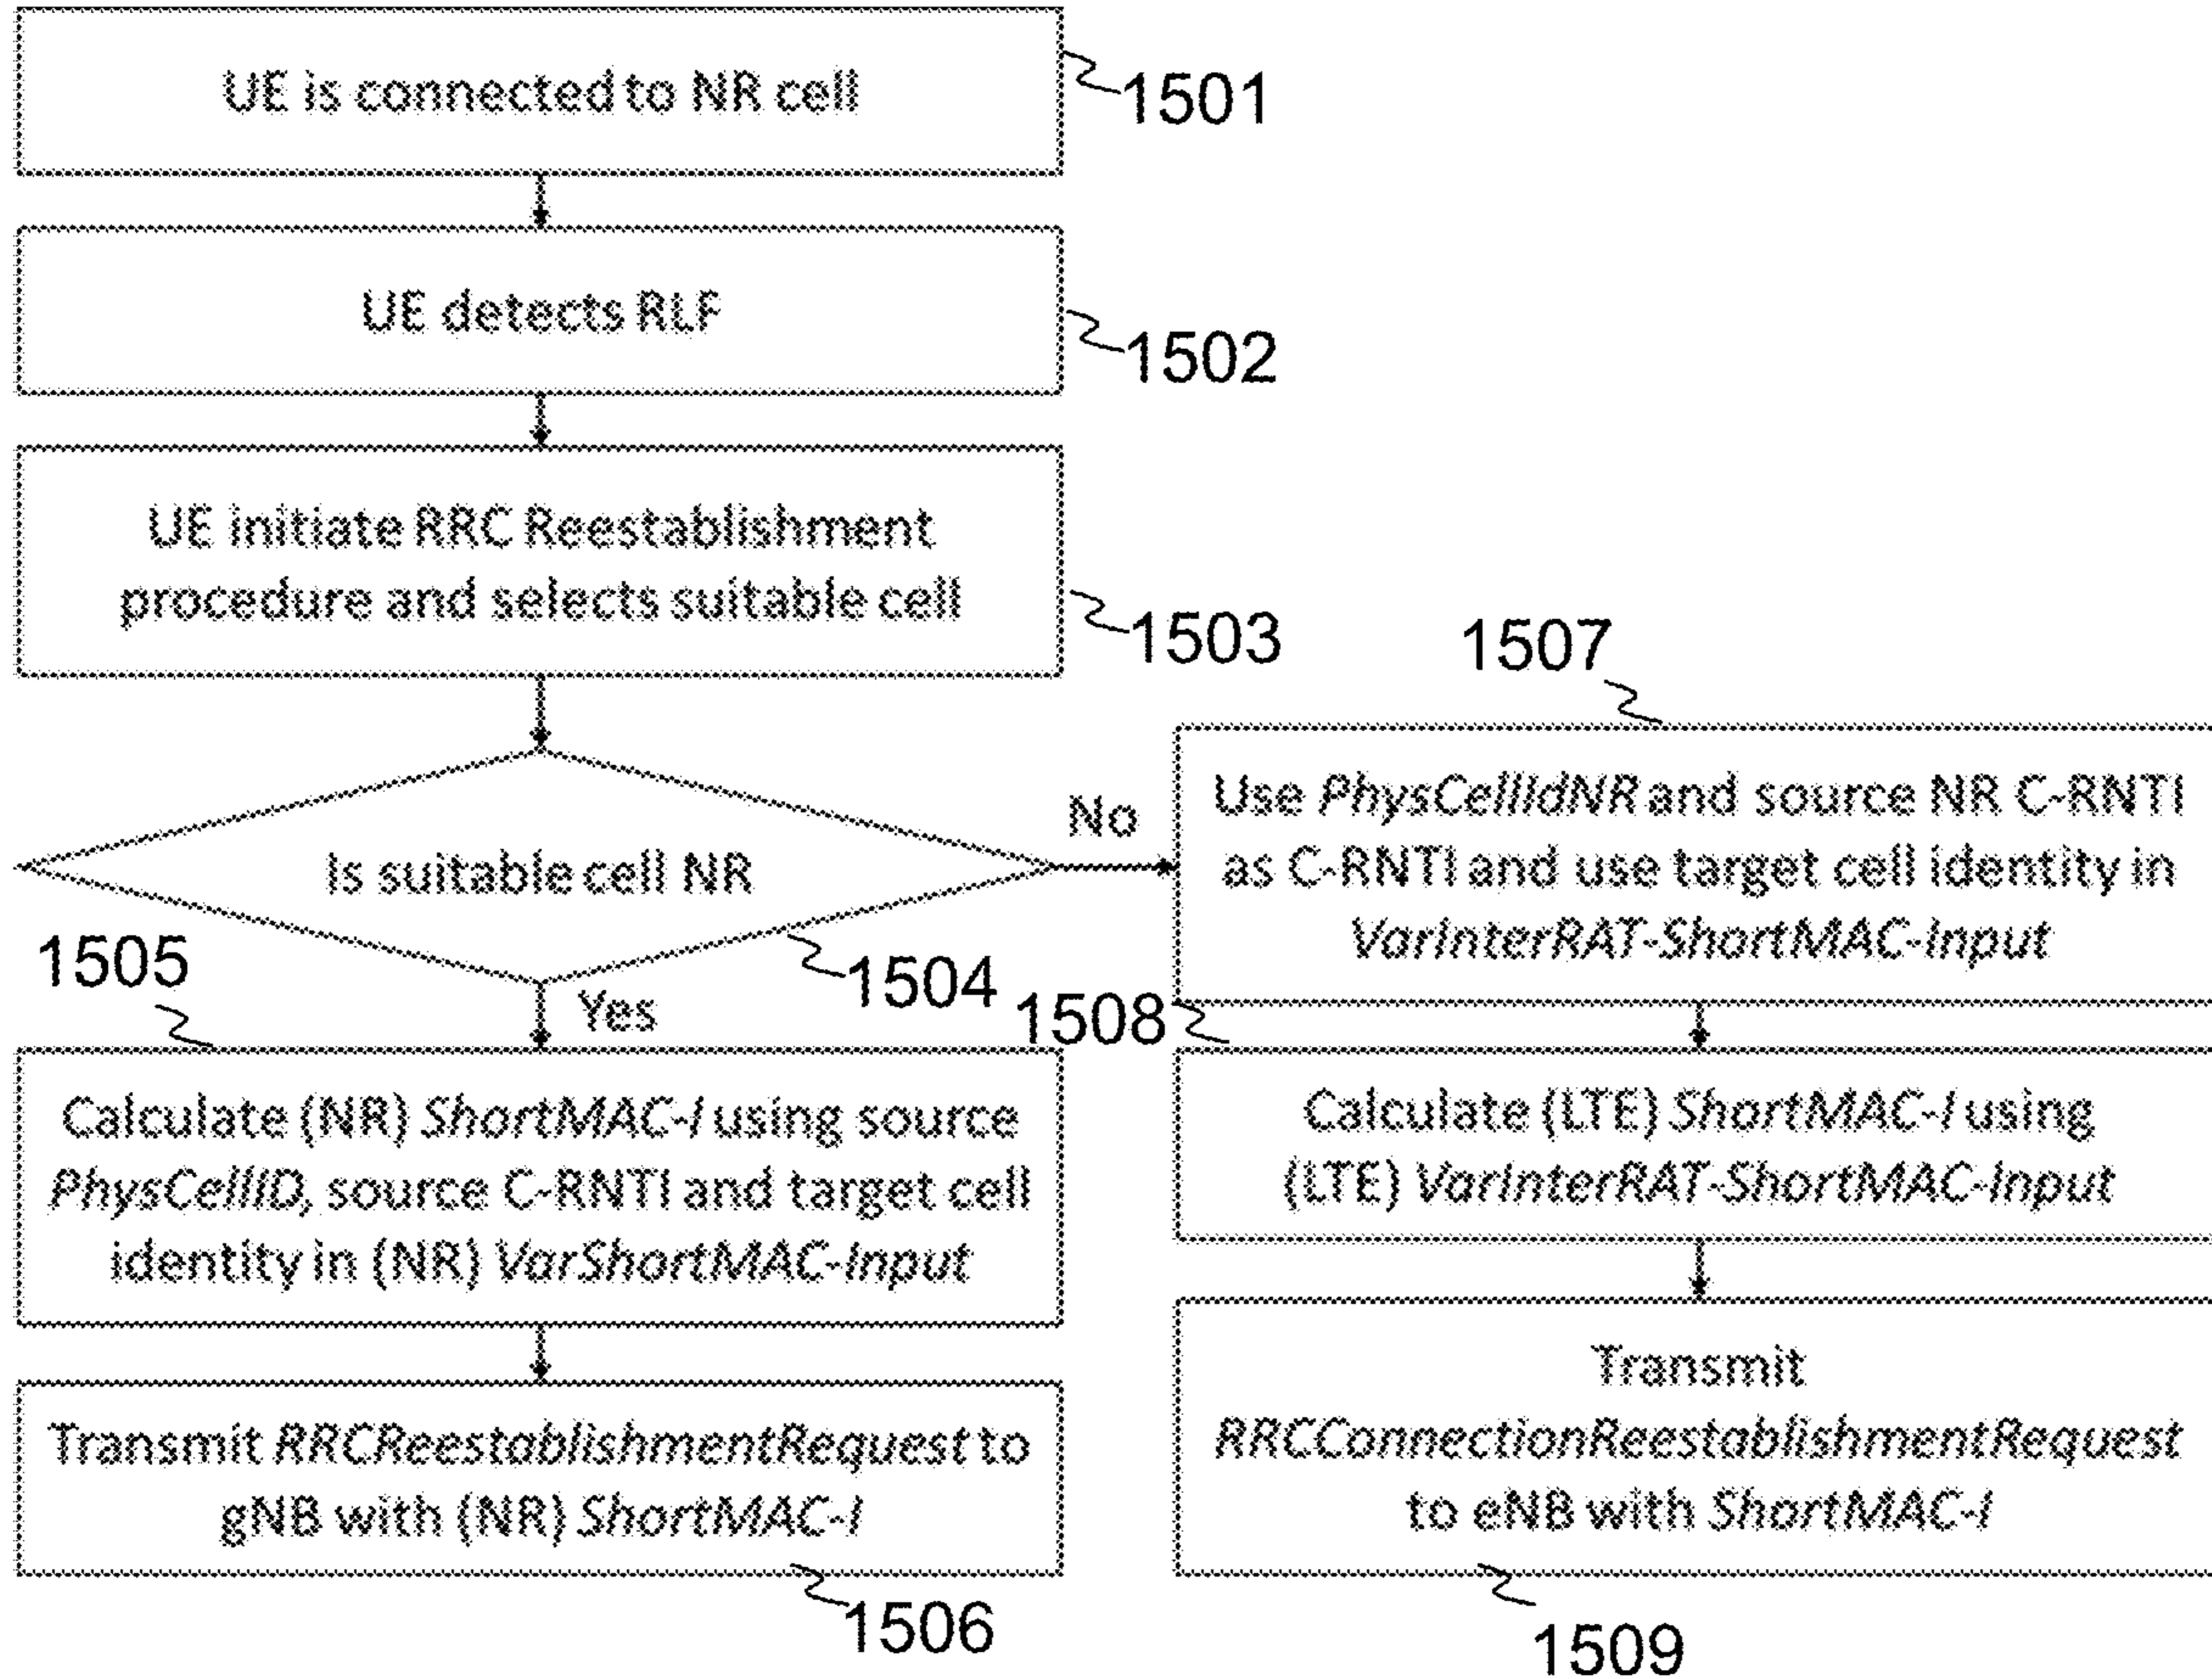 UE is connected to NR cell
1501
UE detects RLF
1502
UE initiate RRC Reestablishment
procedure and selects suitable cell
1503
Is suitable cell NR
1504
No
Yes
1505
Calculate (NR) ShortMAC-I using source
PhysCellID, source C-RNTI and target cell
identity in (NR) VarShortMAC-Input
Transmit RRCReestablishmentRequest to
gNB with (NR) ShortMAC-I
1506
1507
Use PhysCellIdNR and source NR C-RNTI
as C-RNTI and use target cell identity in
VarInterRAT-ShortMAC-Input
1508
Calculate (LTE) ShortMAC-I using
(LTE) VarInterRAT-ShortMAC-Input
Transmit
RRCConnectionReestablishmentRequest
to eNB with ShortMAC-I
1509